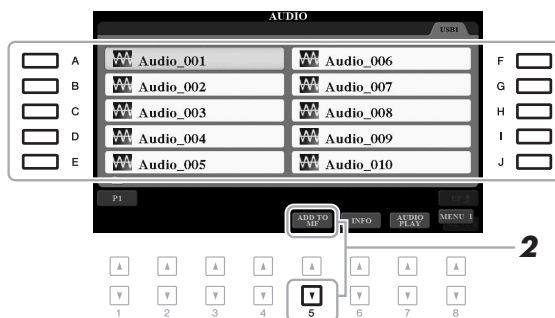 AUDIO
USB1
A
Audio_001
Audio_006
F
B
Audio_002
Audio_007
G
C
Audio_003
Audio_008
H
D
Audio_004
Audio_009
I
E
Audio_005
Audio_010
J
P1
UP
ADD TO
MF
INFO
AUDIO
PLAY
MENU 1
2
1
2
3
4
5
6
7
8